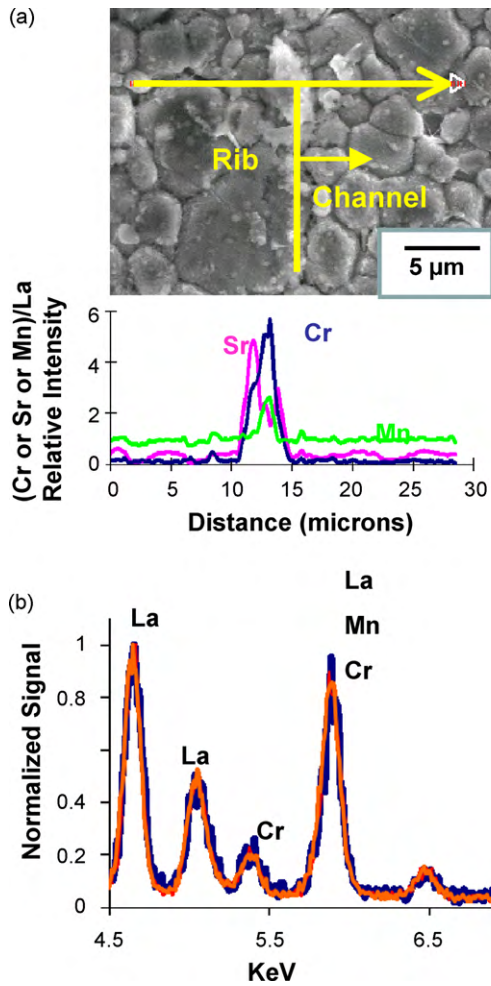 (a)
Rib
Channel
5 µm
(Cr or Sr or Mn)/La
Relative Intensity
6
4
2
0
Sr
Cr
Mn
0
5
10
15
20
25
30
Distance (microns)
(b)
La
Mn
Cr
La
La
Cr
Normalized Signal
1
0.8
0.4
0.2
0
4.5
5.5
6.5
KeV